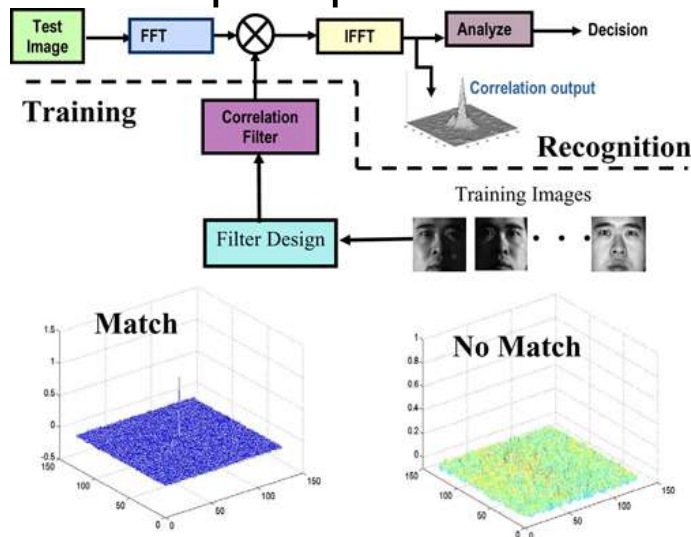 Test
Image
FFT
IFFT
Analyze
Decision
Correlation output
Training
Correlation
Filter
Recognition
Training Images
Filter Design
Match
1.5
1
0.5
0
-0.5
150
100
50
0
0
50
100
150
No Match
1
0.8
0.6
0.4
0.2
0
150
100
50
0
0
50
100
150